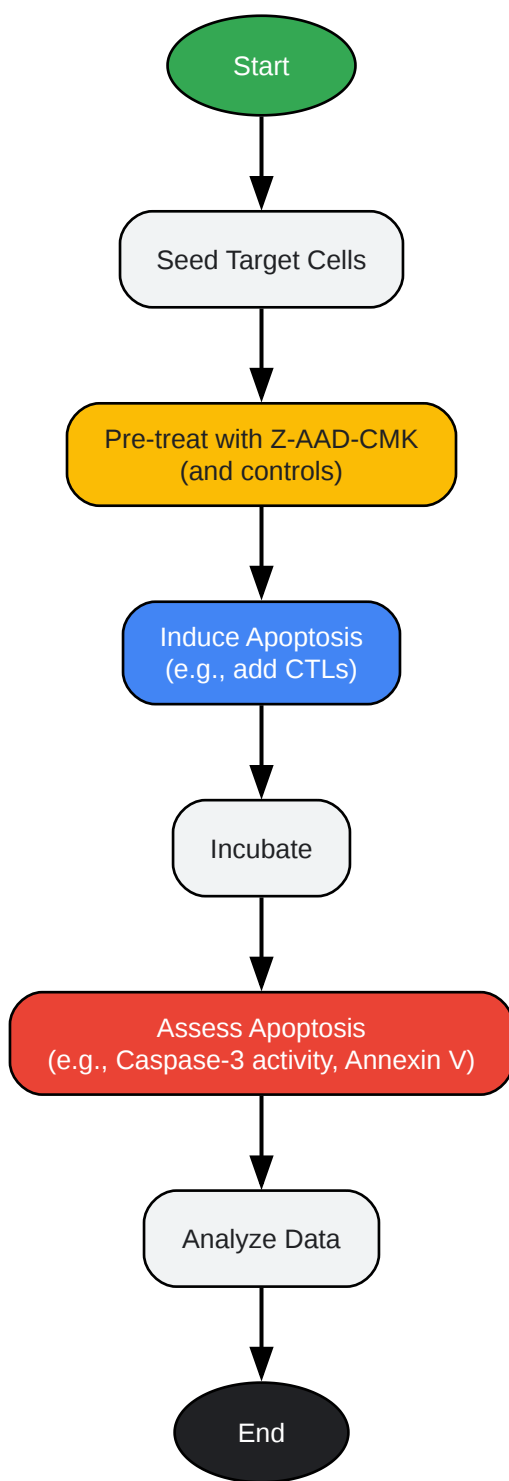 Start
Seed Target Cells
Pre-treat with Z-AAD-CMK
(and controls)
Induce Apoptosis
(e.g., add CTLs)
Incubate
Assess Apoptosis
(e.g., Caspase-3 activity, Annexin V)
Analyze Data
End